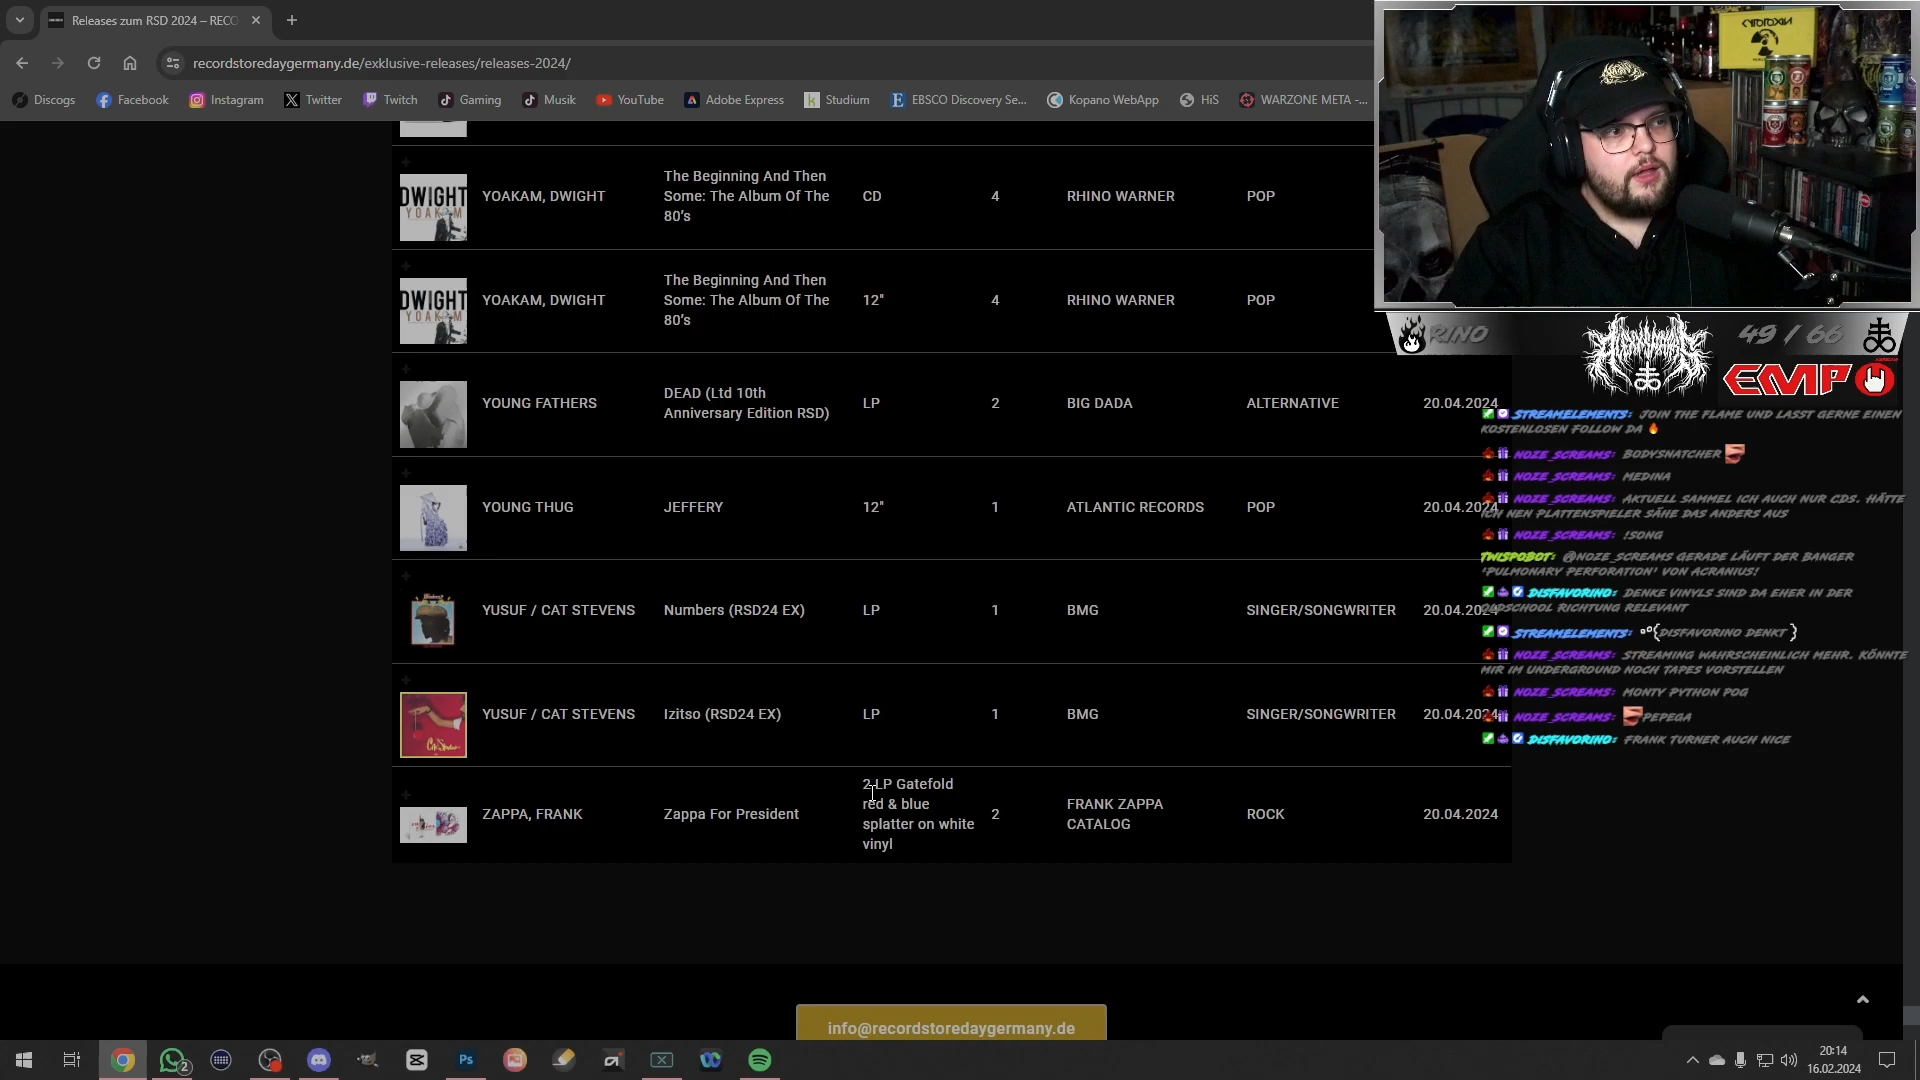 Releases zum RSD 2024 – RECO
recordstoredaygermany.de/exklusive-releases/releases-2024/
Discogs Facebook Instagram Twitter Twitch Gaming Musik YouTube Adobe Express Studium EBSCO Discovery Se... Kopano WebApp HiS WARZONE META -...
DWIGHT
YOAKAM
YOAKAM, DWIGHT
The Beginning And Then
Some: The Album Of The
80's
CD
4
RHINO WARNER
POP
DWIGHT
YOAKAM
YOAKAM, DWIGHT
The Beginning And Then
Some: The Album Of The
80's
12"
4
RHINO WARNER
POP
YOUNG FATHERS
DEAD (Ltd 10th
Anniversary Edition RSD)
LP
2
BIG DADA
ALTERNATIVE
20.04.2024
YOUNG THUG
JEFFERY
12"
1
ATLANTIC RECORDS
POP
20.04.2024
YUSUF / CAT STEVENS
Numbers (RSD24 EX)
LP
1
BMG
SINGER/SONGWRITER
20.04.2024
YUSUF / CAT STEVENS
Izitso (RSD24 EX)
LP
1
BMG
SINGER/SONGWRITER
20.04.2024
ZAPPA, FRANK
Zappa For President
2-LP Gatefold
red & blue
splatter on white
vinyl
2
FRANK ZAPPA
CATALOG
ROCK
20.04.2024
info@recordstoredaygermany.de
CYTOTOXIN
RINO
49 / 66
EMP
STREAMELEMENTS: JOIN THE FLAME UND LASST GERNE EINEN
KOSTENLOSEN FOLLOW DA
NOZE_SCREAMS: BODYSNATCHER
NOZE_SCREAMS: MEDINA
NOZE_SCREAMS: AKTUELL SAMMEL ICH AUCH NUR CDS. HÄTTE
ICH NEN PLATTENSPIELER SÄHE DAS ANDERS AUS
NOZE_SCREAMS: !SONG
TWISPOBOT: @NOZE_SCREAMS GERADE LÄUFT DER BANGER
'PULMONARY PERFORATION' VON ACRANIUS!
DISFAVORINO: DENKE VINYLS SIND DA EHER IN DER
OLDSCHOOL RICHTUNG RELEVANT
STREAMELEMENTS: °°{DISFAVORINO DENKT }
NOZE_SCREAMS: STREAMING WAHRSCHEINLICH MEHR. KÖNNTE
MIR IM UNDERGROUND NOCH TAPES VORSTELLEN
NOZE_SCREAMS: MONTY PYTHON POG
NOZE_SCREAMS: PEPEGA
DISFAVORINO: FRANK TURNER AUCH NICE
2
Ps
20:14
16.02.2024